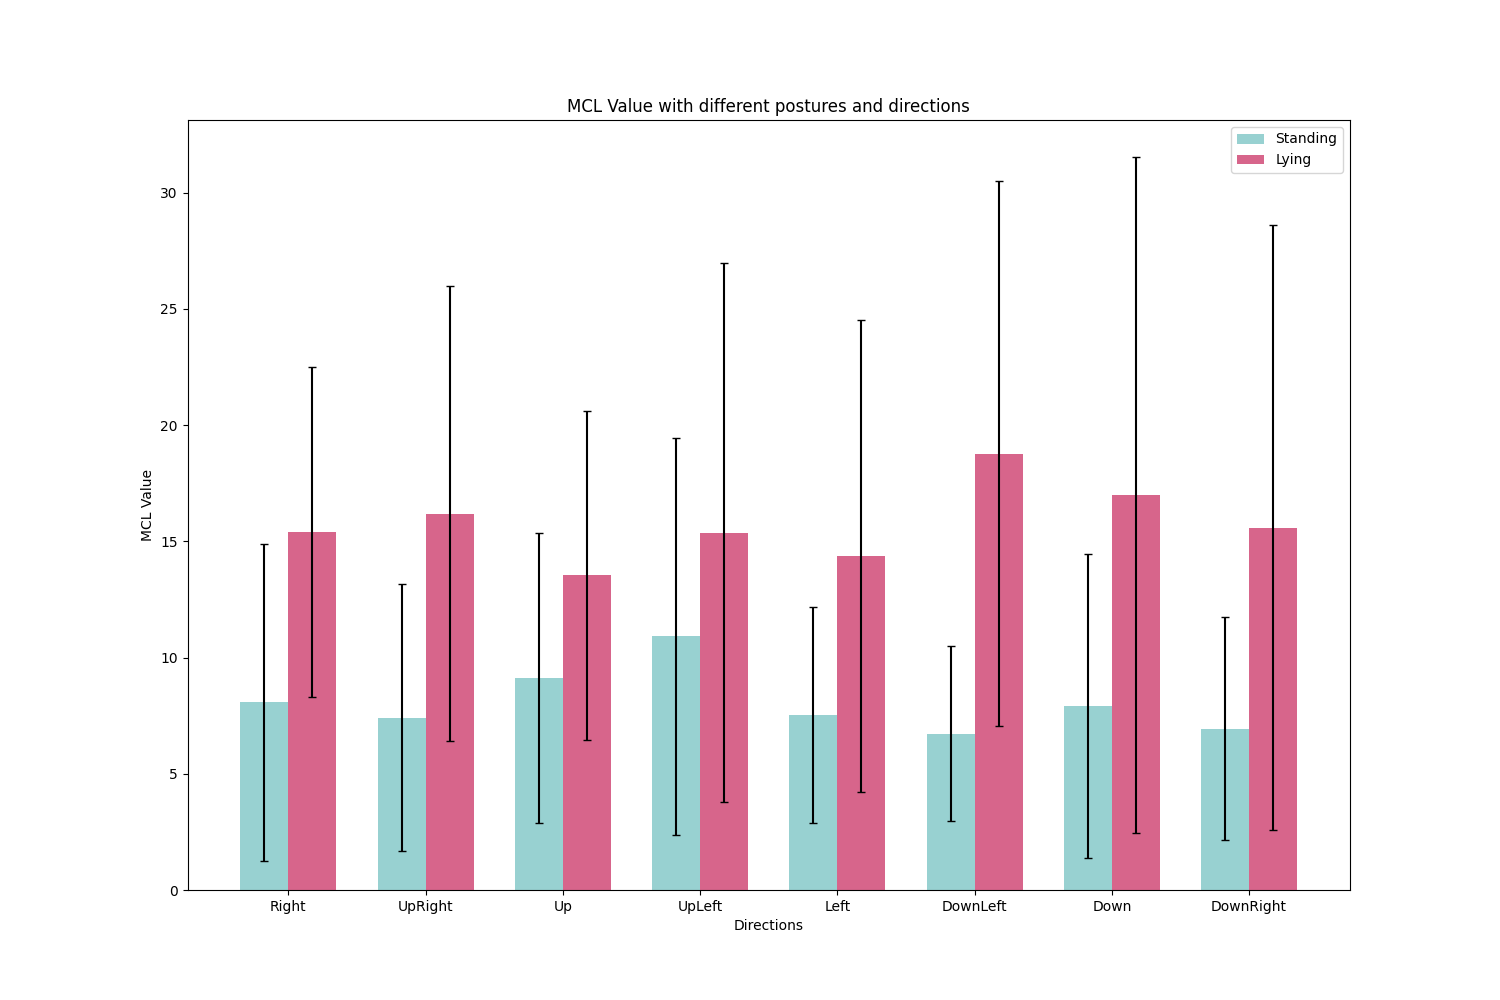 MCL Value with different postures and directions
Standing
Lying
30
25
20
15
10
5
0
MCL Value
Right UpRight Up UpLeft Left DownLeft Down DownRight
Directions